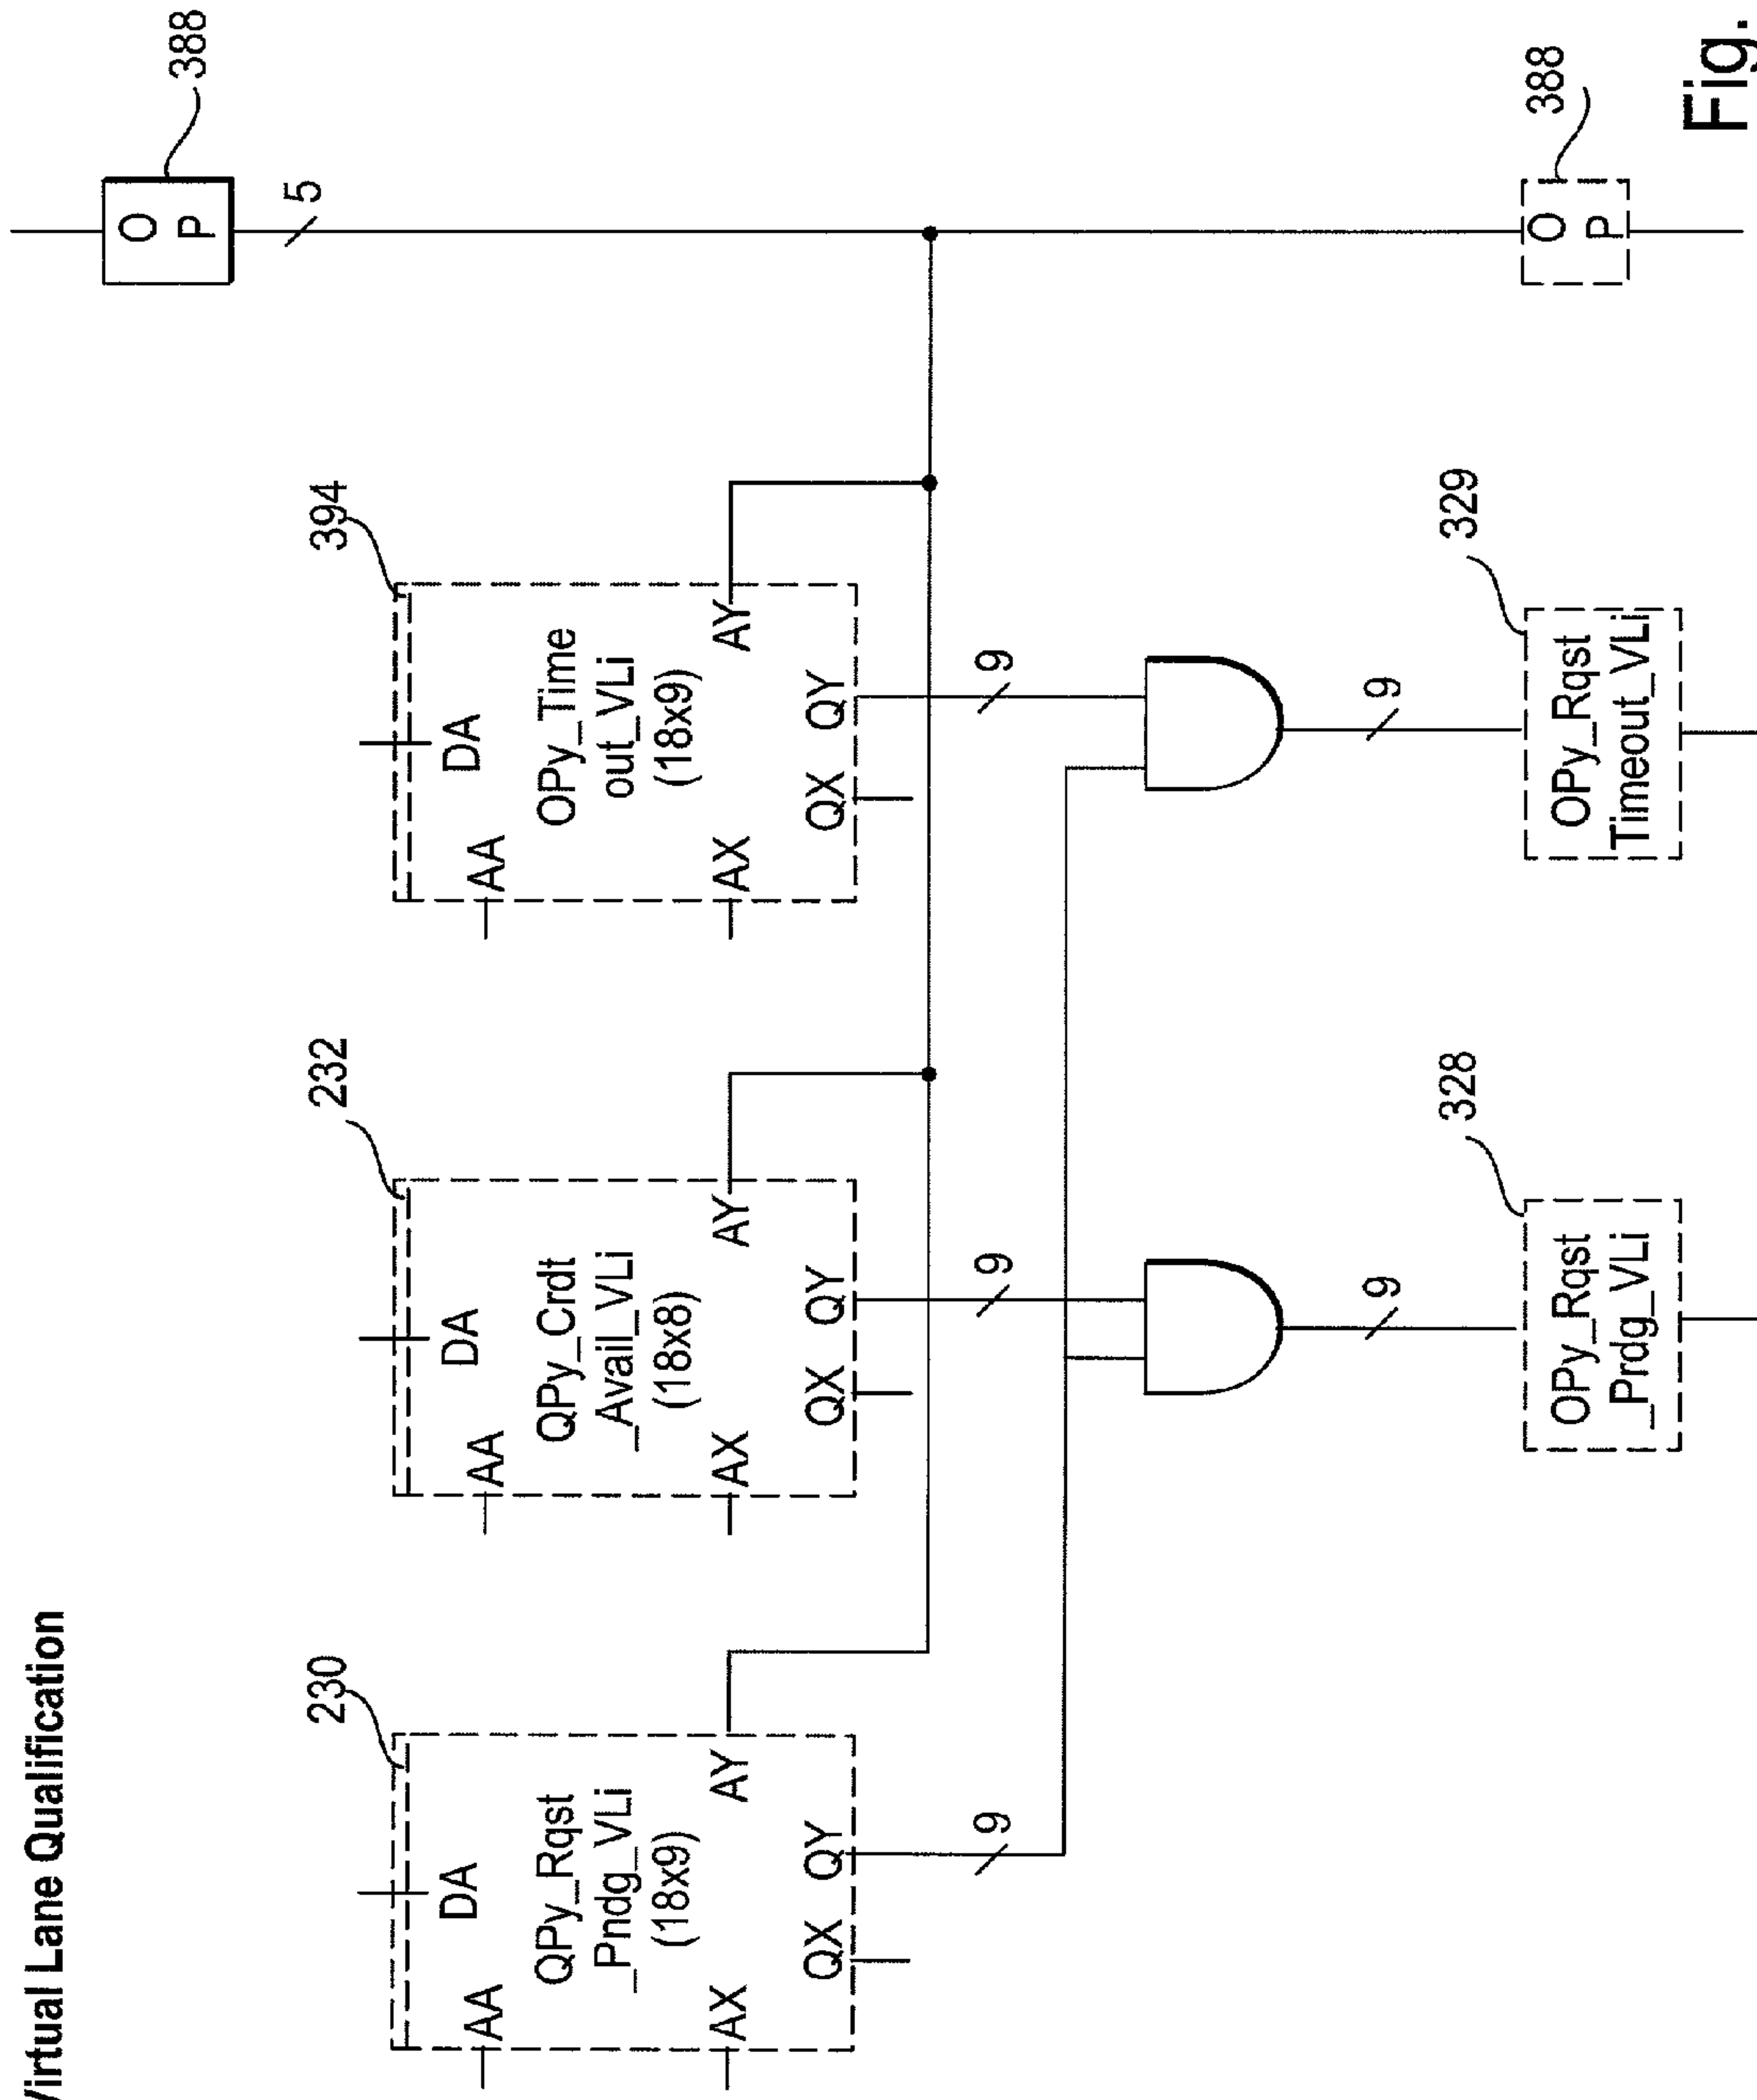 Virtual Lane Qualification
230
DA
AA
QPy_Rqst
_Pndg_VLi
(18x9)
AX
AY
QX
QY
9
232
DA
AA
QPy_Crdt
_Avail_VLi
(18x8)
AX
AY
QX
QY
9
394
DA
AA
OPy_Time
out_VLi
(18x9)
AX
AY
QX
QY
9
388
O
P
5
9
328
OPy_Rqst
_Prdg_VLi
9
329
OPy_Rqst
Timeout_VLi
388
O
P
Fig.